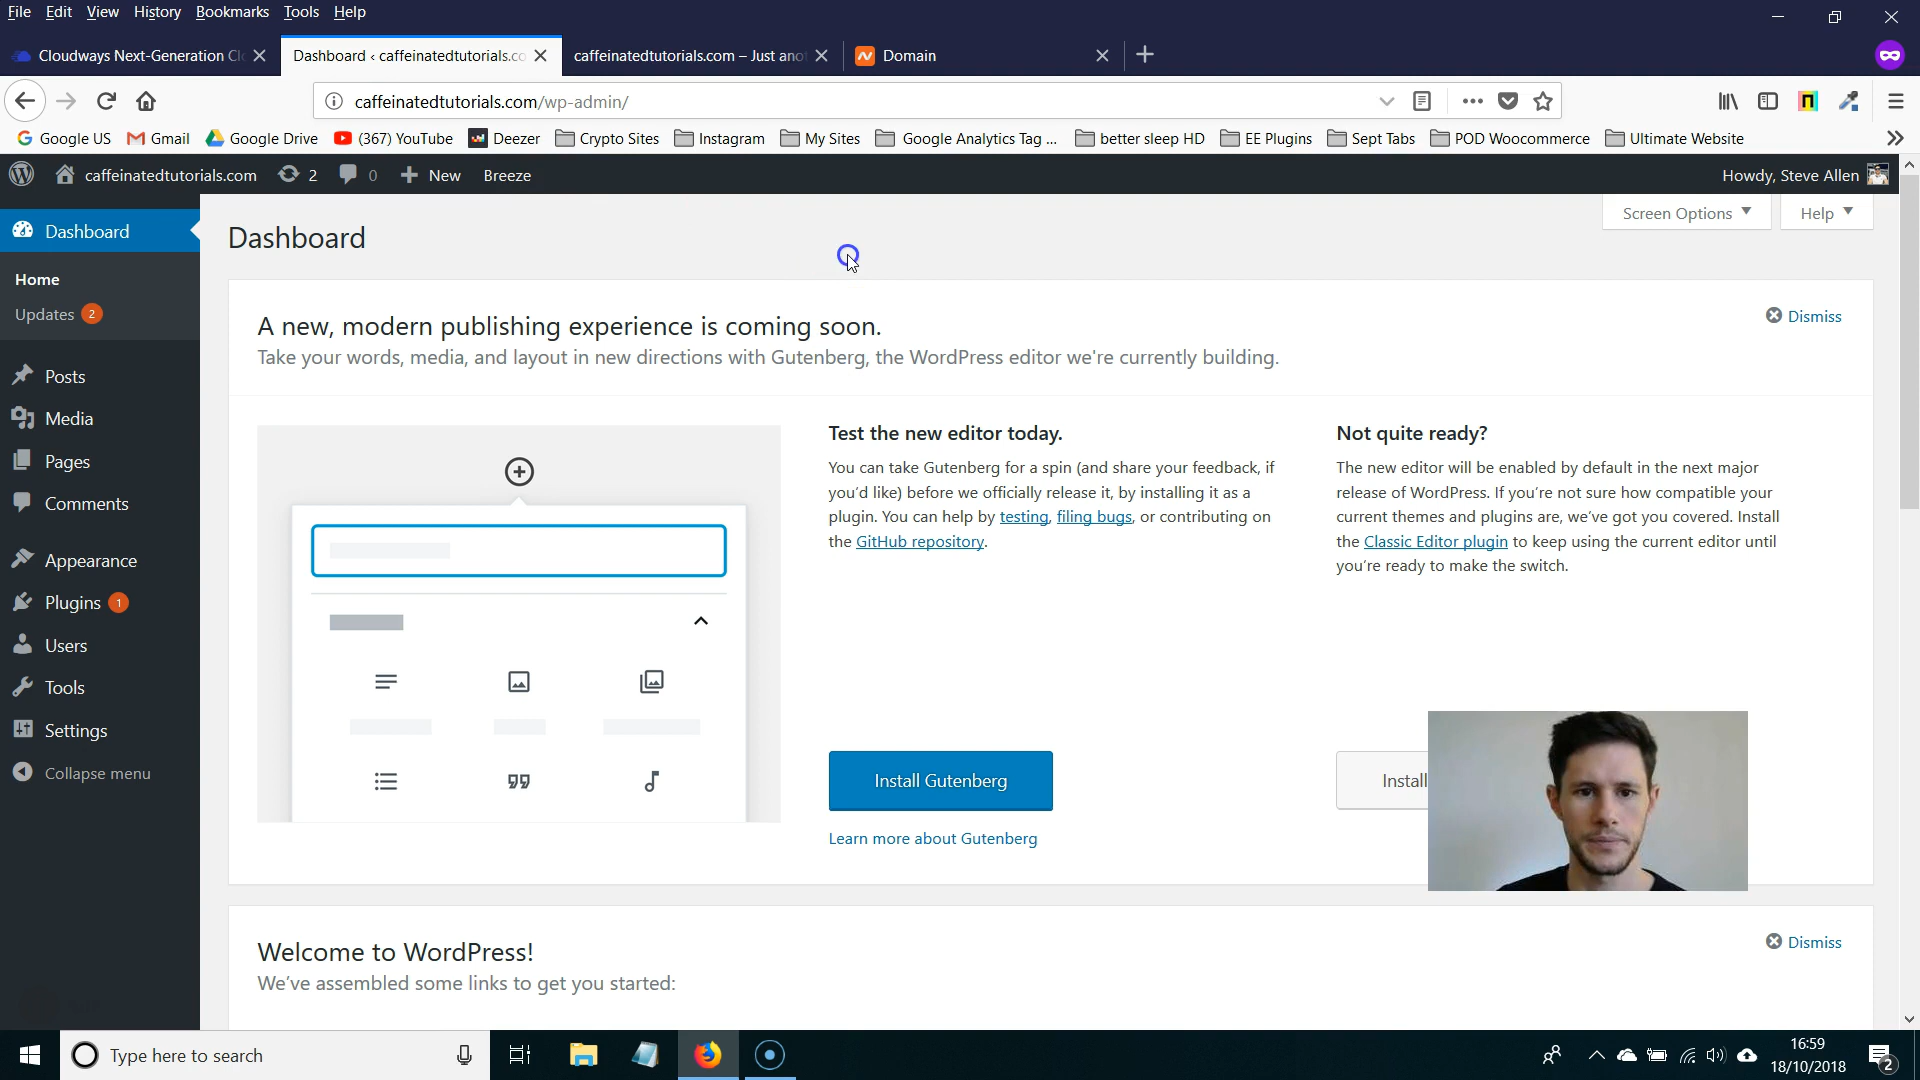 File Edit View History Bookmarks Tools Help
Cloudways Next-Generation Cl
Dashboard ‹ caffeinatedtutorials.co
caffeinatedtutorials.com – Just ano
Domain
caffeinatedtutorials.com/wp-admin/
Google US Gmail Google Drive (367) YouTube Deezer Crypto Sites Instagram My Sites Google Analytics Tag ... better sleep HD EE Plugins Sept Tabs POD Woocommerce Ultimate Website
caffeinatedtutorials.com 2 0 New Breeze Howdy, Steve Allen
Screen Options Help
Dashboard
Home
Updates 2
Posts
Media
Pages
Comments
Appearance
Plugins 1
Users
Tools
Settings
Collapse menu
Dashboard
A new, modern publishing experience is coming soon.
Dismiss
Take your words, media, and layout in new directions with Gutenberg, the WordPress editor we're currently building.
Test the new editor today.
You can take Gutenberg for a spin (and share your feedback, if
you'd like) before we officially release it, by installing it as a
plugin. You can help by testing, filing bugs, or contributing on
the GitHub repository.
Install Gutenberg
Learn more about Gutenberg
Not quite ready?
The new editor will be enabled by default in the next major
release of WordPress. If you're not sure how compatible your
current themes and plugins are, we've got you covered. Install
the Classic Editor plugin to keep using the current editor until
you're ready to make the switch.
Install
Welcome to WordPress!
Dismiss
We've assembled some links to get you started:
Type here to search
16:59
18/10/2018
2